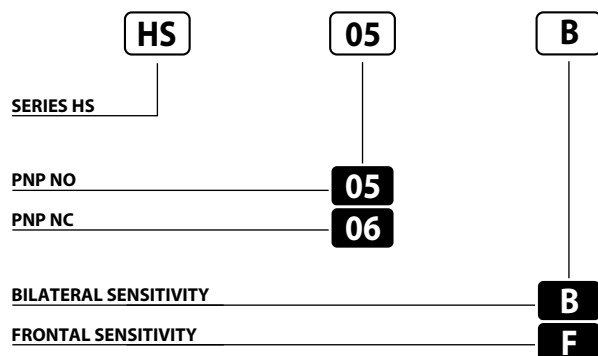 HS 05 B
SERIES HS
PNP NO 05
PNP NC 06
BILATERAL SENSITIVITY B
FRONTAL SENSITIVITY F